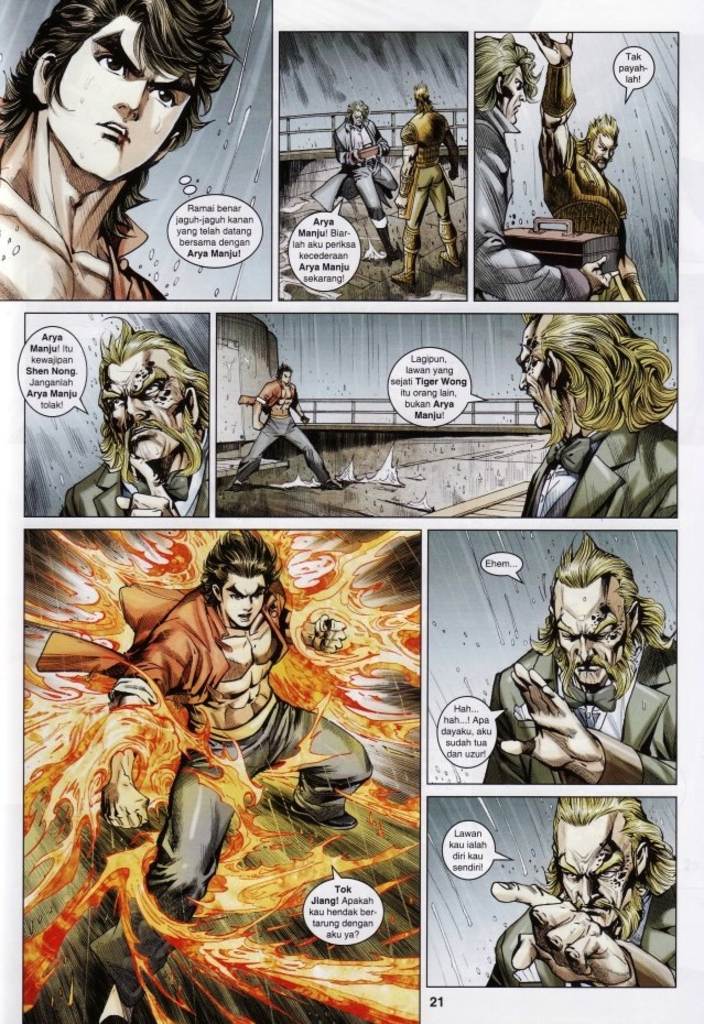 Ramai benar
jaguh-jaguh kanan
yang telah datang
bersama dengan
Arya Manju!
Arya
Manju! Biar-
lah aku periksa
kecederaan
Arya Manju
sekarang!
Tak
payah-
lah!
Arya
Manju! Itu
kewajipan
Shen Nong.
Janganlah
Arya Manju
tolak!
Lagipun,
lawan yang
sejati Tiger Wong
itu orang lain,
bukan Arya
Manju!
Tok
Jiang! Apakah
kau hendak ber-
tarung dengan
aku ya?
Ehem...
Hah...
hah...! Apa
dayaku, aku
sudah tua
dan uzur!
Lawan
kau ialah
diri kau
sendiri!
21